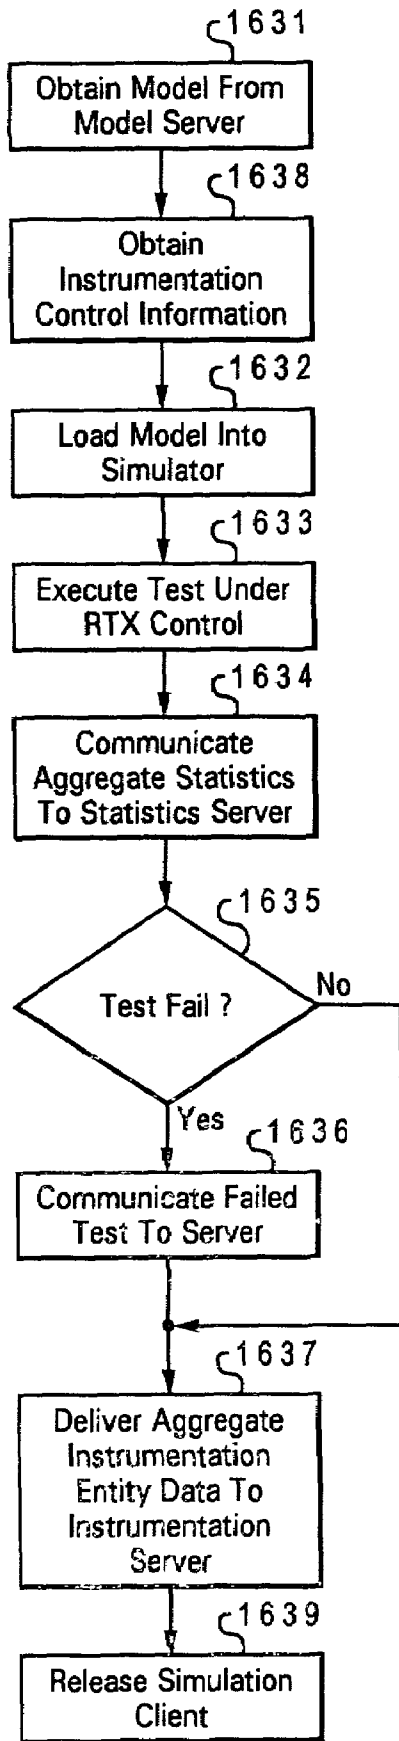 1631
Obtain Model From
Model Server
1638
Obtain
Instrumentation
Control Information
1632
Load Model Into
Simulator
1633
Execute Test Under
RTX Control
1634
Communicate
Aggregate Statistics
To Statistics Server
1635
Test Fail ?
No
Yes
1636
Communicate Failed
Test To Server
1637
Deliver Aggregate
Instrumentation
Entity Data To
Instrumentation
Server
1639
Release Simulation
Client